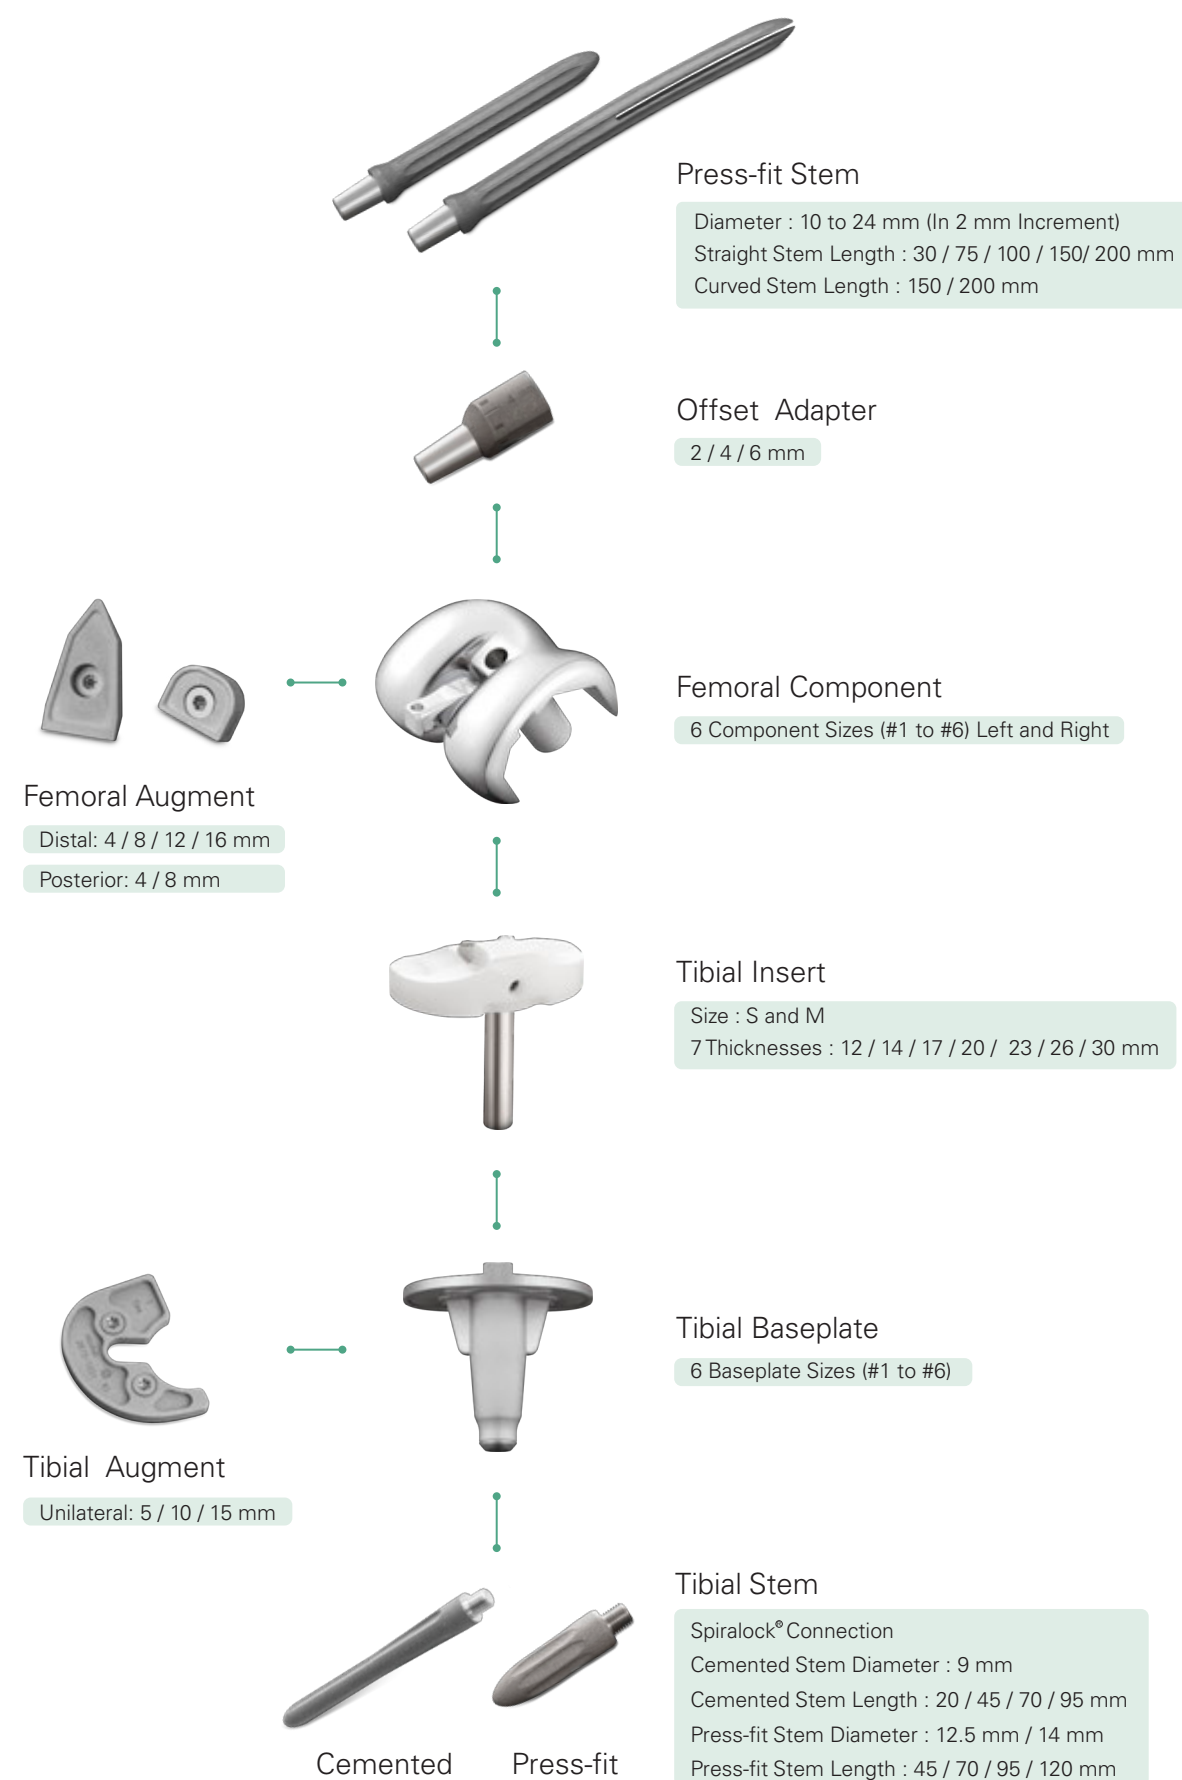 Press-fit Stem
Diameter : 10 to 24 mm (In 2 mm Increment)
Straight Stem Length : 30 / 75 / 100 / 150/ 200 mm
Curved Stem Length : 150 / 200 mm
Offset Adapter
2 / 4 / 6 mm
Femoral Component
6 Component Sizes (#1 to #6) Left and Right
Femoral Augment
Distal: 4 / 8 / 12 / 16 mm
Posterior: 4 / 8 mm
Tibial Insert
Size : S and M
7 Thicknesses : 12 / 14 / 17 / 20 / 23 / 26 / 30 mm
Tibial Baseplate
6 Baseplate Sizes (#1 to #6)
Tibial Augment
Unilateral: 5 / 10 / 15 mm
Tibial Stem
Spiralock® Connection
Cemented Stem Diameter : 9 mm
Cemented Stem Length : 20 / 45 / 70 / 95 mm
Press-fit Stem Diameter : 12.5 mm / 14 mm
Press-fit Stem Length : 45 / 70 / 95 / 120 mm
Cemented
Press-fit